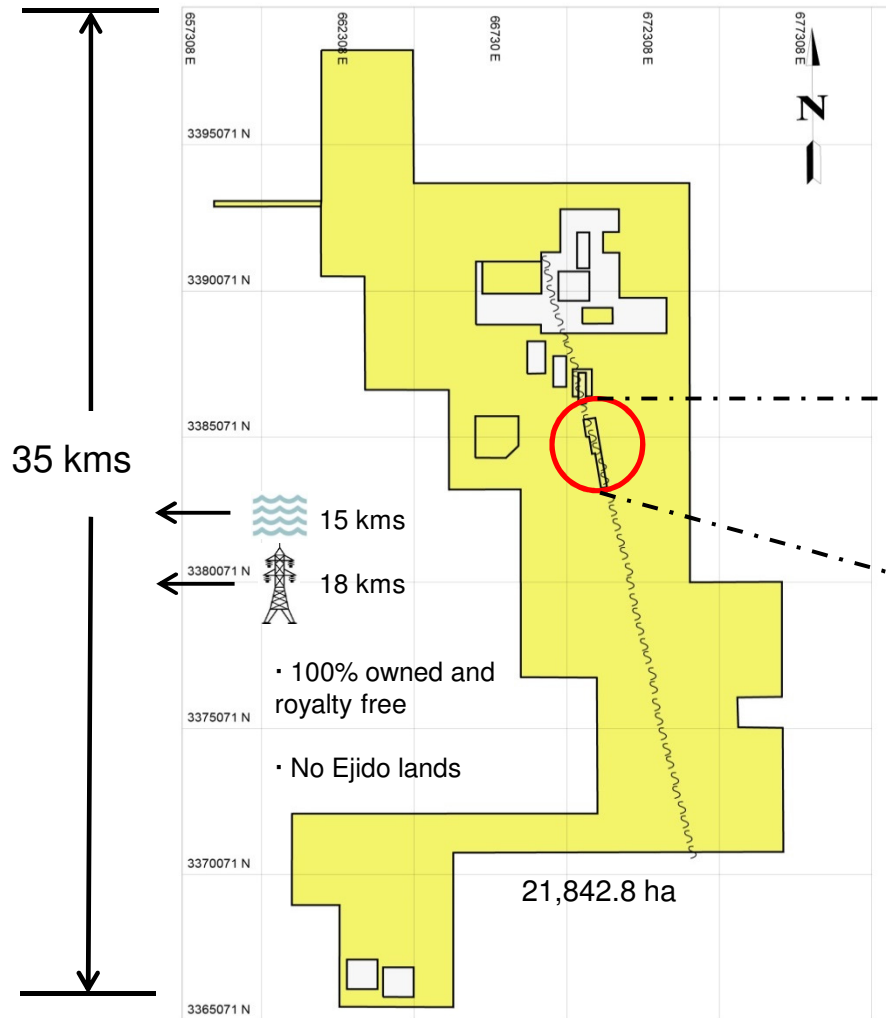 657308 E
662308 E
66730 E
672308 E
677308 E
N
3395071 N
3390071 N
3385071 N
35 kms
15 kms
3380071 N
18 kms
· 100% owned and
royalty free
3375071 N
· No Ejido lands
3370071 N
21,842.8 ha
3365071 N